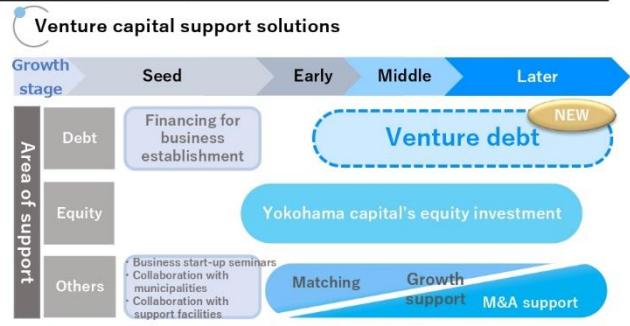 Venture capital support solutions
Growth
stage
Seed
Early
Middle
Later
Area of support
Debt
Financing for
business
establishment
Venture debt
NEW
Equity
Yokohama capital's equity investment
Others
・Business start-up seminars
・Collaboration with
municipalities
・Collaboration with
support facilities
Matching
Growth
support
M&A support